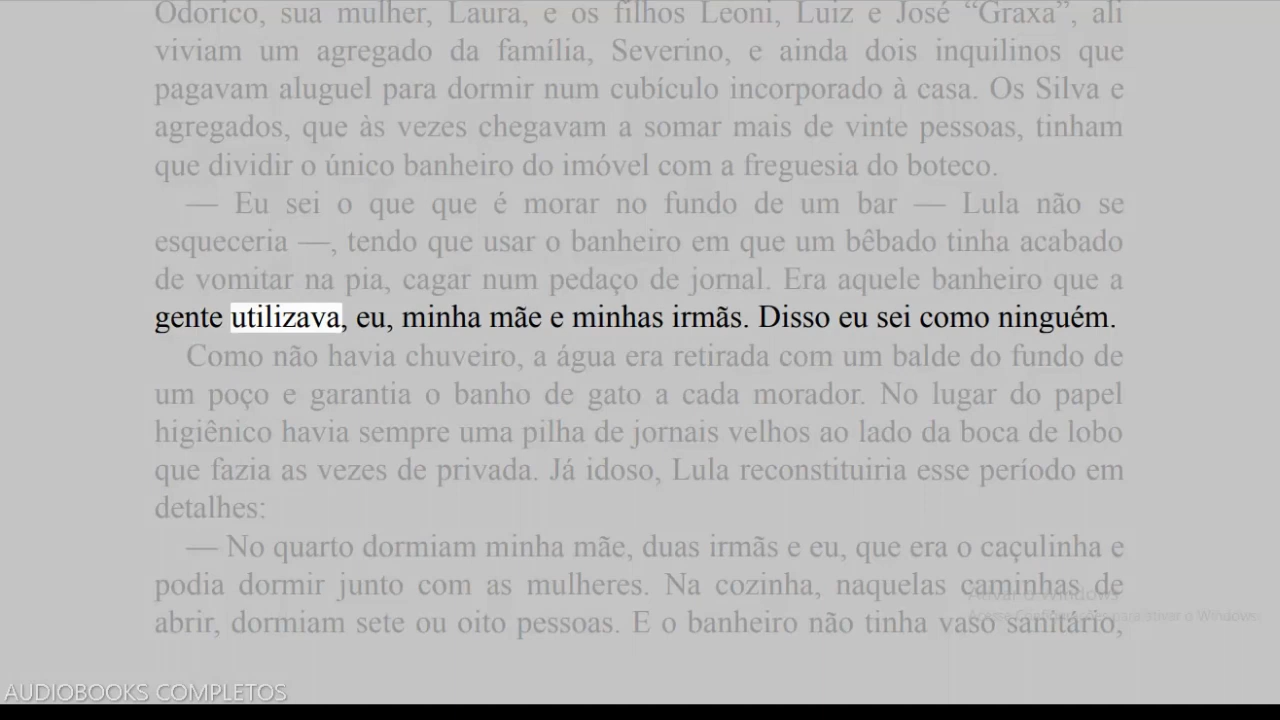 Odorico, sua mulher, Laura, e os filhos Leoni, Luiz e José “Graxa”, ali
viviam um agregado da família, Severino, e ainda dois inquilinos que
pagavam aluguel para dormir num cubículo incorporado à casa. Os Silva e
agregados, que às vezes chegavam a somar mais de vinte pessoas, tinham
que dividir o único banheiro do imóvel com a freguesia do boteco.
— Eu sei o que que é morar no fundo de um bar — Lula não se
esqueceria —, tendo que usar o banheiro em que um bêbado tinha acabado
de vomitar na pia, cagar num pedaço de jornal. Era aquele banheiro que a
gente utilizava, eu, minha mãe e minhas irmãs. Disso eu sei como ninguém.
Como não havia chuveiro, a água era retirada com um balde do fundo de
um poço e garantia o banho de gato a cada morador. No lugar do papel
higiênico havia sempre uma pilha de jornais velhos ao lado da boca de lobo
que fazia as vezes de privada. Já idoso, Lula reconstituiria esse período em
detalhes:
— No quarto dormiam minha mãe, duas irmãs e eu, que era o caçulinha e
podia dormir junto com as mulheres. Na cozinha, naquelas caminhas de
Ativar o Windows
abrir, dormiam sete ou oito pessoas. E o banheiro não tinha vaso sanitário,
Acesse Configurações para ativar o Windows.
AUDIOBOOKS COMPLETOS